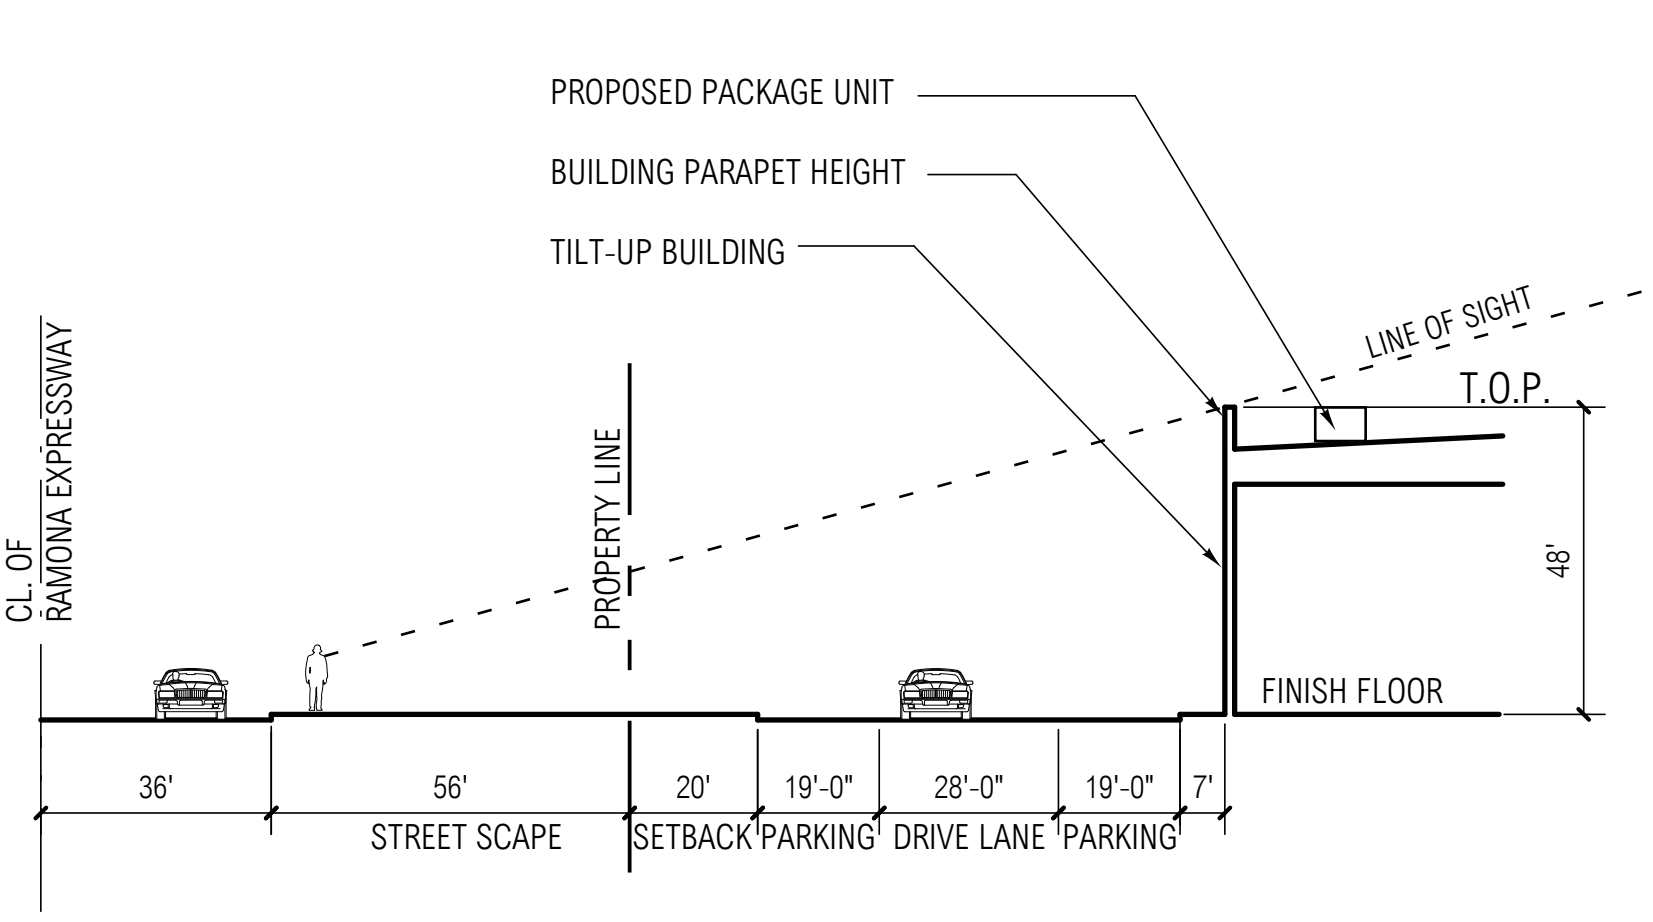 PROPOSED PACKAGE UNIT
BUILDING PARAPET HEIGHT
TILT-UP BUILDING
LINE OF SIGHT
T.O.P.
CL. OF
RAMONA EXPRESSWAY
PROPERTY LINE
48'
FINISH FLOOR
36'
56'
20'
19'-0"
28'-0"
19'-0"
7'
STREET SCAPE
SETBACK
PARKING
DRIVE LANE
PARKING